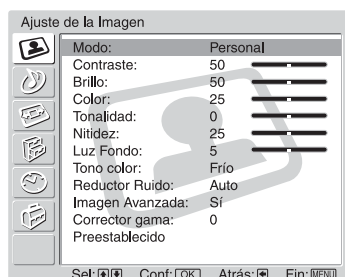 Ajuste de la Imagen
Modo: Personal
Contraste: 50
Brillo: 50
Color: 25
Tonalidad: 0
Nitidez: 25
Luz Fondo: 5
Tono color: Frío
Reductor Ruido: Auto
Imagen Avanzada: Sí
Corrector gama: 0
Preestablecido
Sel: Conf: OK Atrás: Fin: MENU